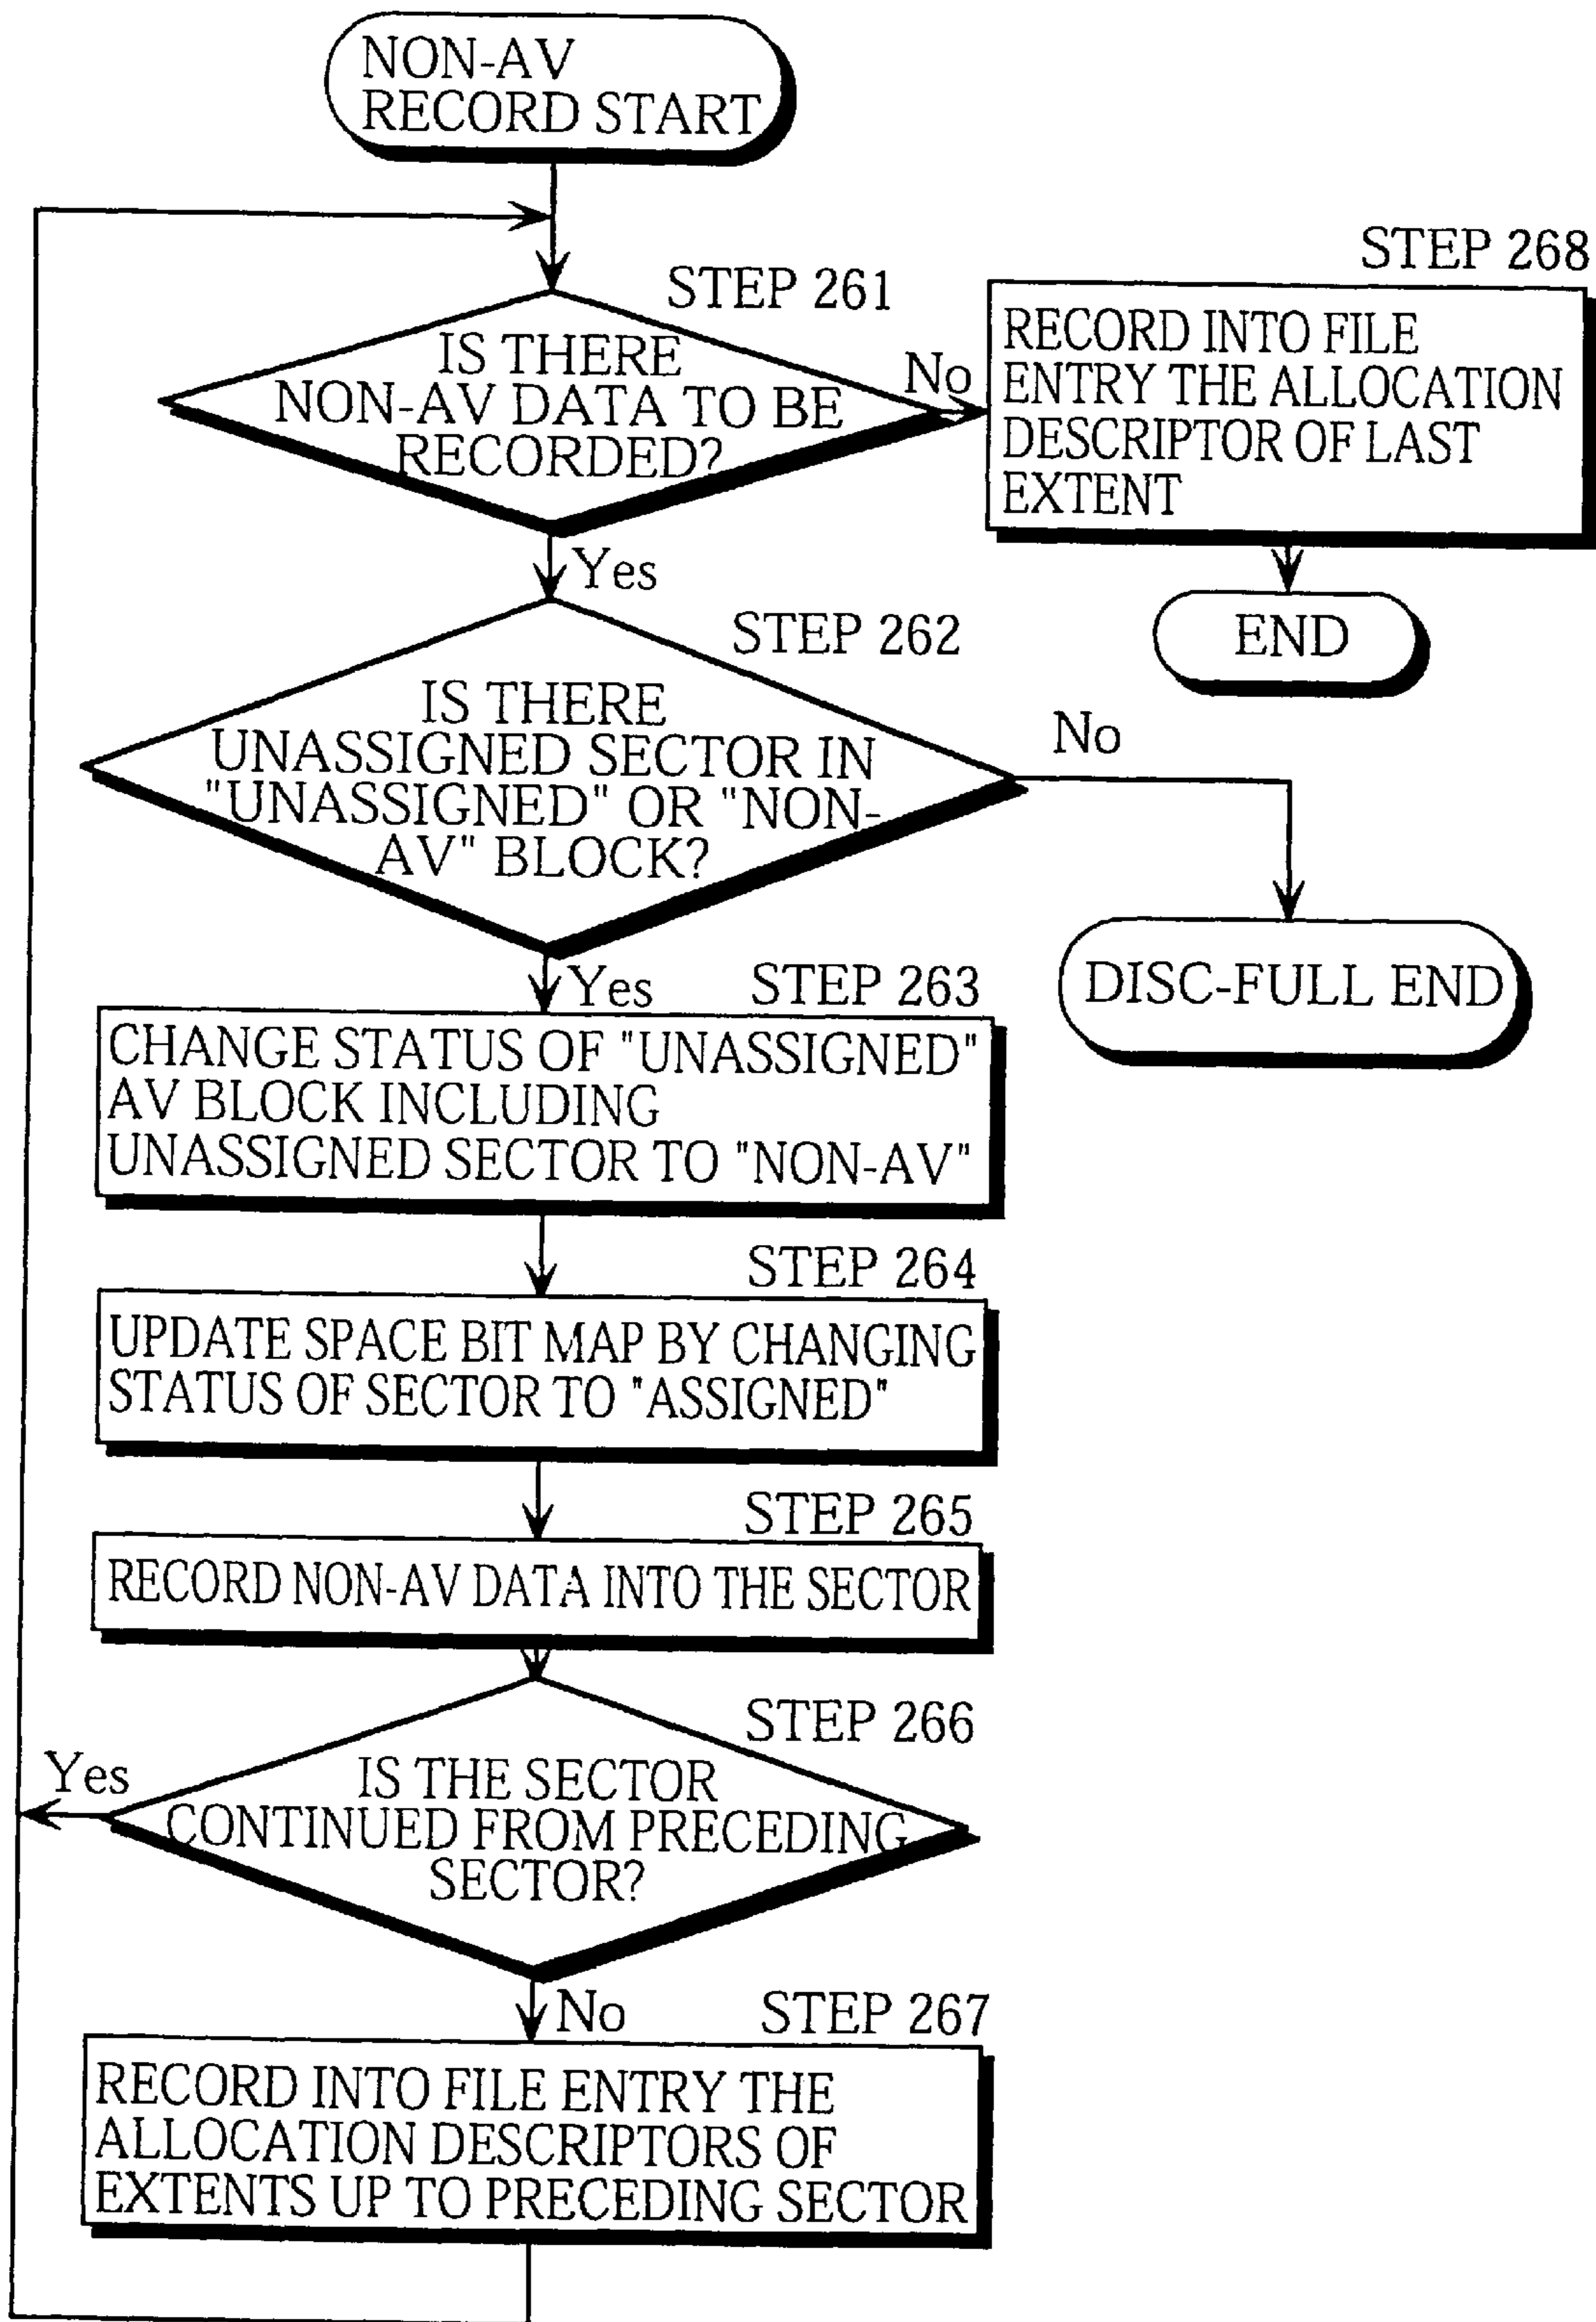 NON-AV
RECORD START
STEP 261
IS THERE
NON-AV DATA TO BE
RECORDED?
No
STEP 268
RECORD INTO FILE
ENTRY THE ALLOCATION
DESCRIPTOR OF LAST
EXTENT
END
Yes
STEP 262
IS THERE
UNASSIGNED SECTOR IN
"UNASSIGNED" OR "NON-
AV" BLOCK?
No
DISC-FULL END
Yes
STEP 263
CHANGE STATUS OF "UNASSIGNED"
AV BLOCK INCLUDING
UNASSIGNED SECTOR TO "NON-AV"
STEP 264
UPDATE SPACE BIT MAP BY CHANGING
STATUS OF SECTOR TO "ASSIGNED"
STEP 265
RECORD NON-AV DATA INTO THE SECTOR
STEP 266
Yes
IS THE SECTOR
CONTINUED FROM PRECEDING
SECTOR?
No
STEP 267
RECORD INTO FILE ENTRY THE
ALLOCATION DESCRIPTORS OF
EXTENTS UP TO PRECEDING SECTOR